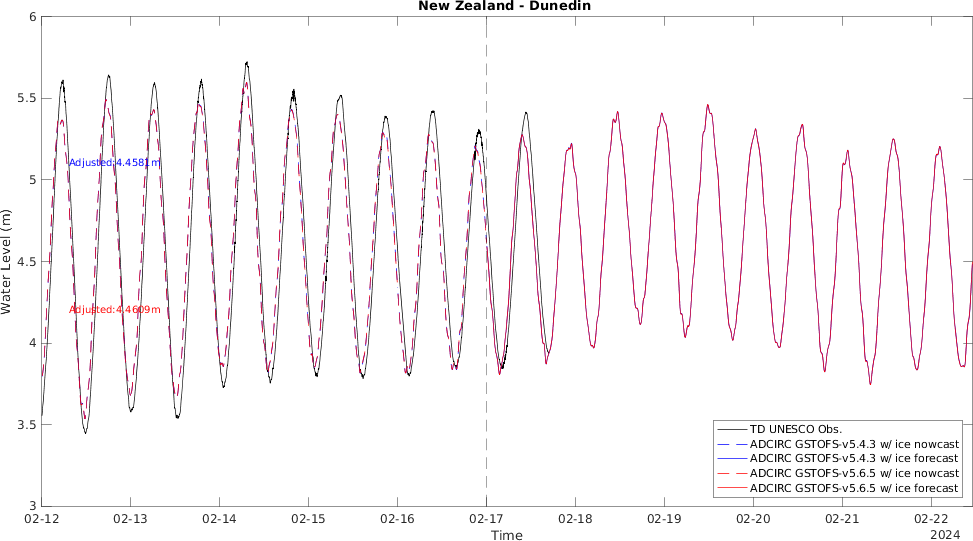 New Zealand - Dunedin
6
5.5
5
4.5
4
3.5
3
Water Level (m)
Adjusted:4.4581m
Adjusted:4.4609m
TD UNESCO Obs.
ADCIRC GSTOFS-v5.4.3 w/ ice nowcast
ADCIRC GSTOFS-v5.4.3 w/ ice forecast
ADCIRC GSTOFS-v5.6.5 w/ ice nowcast
ADCIRC GSTOFS-v5.6.5 w/ ice forecast
02-12 02-13 02-14 02-15 02-16 02-17 02-18 02-19 02-20 02-21 02-22
Time
2024